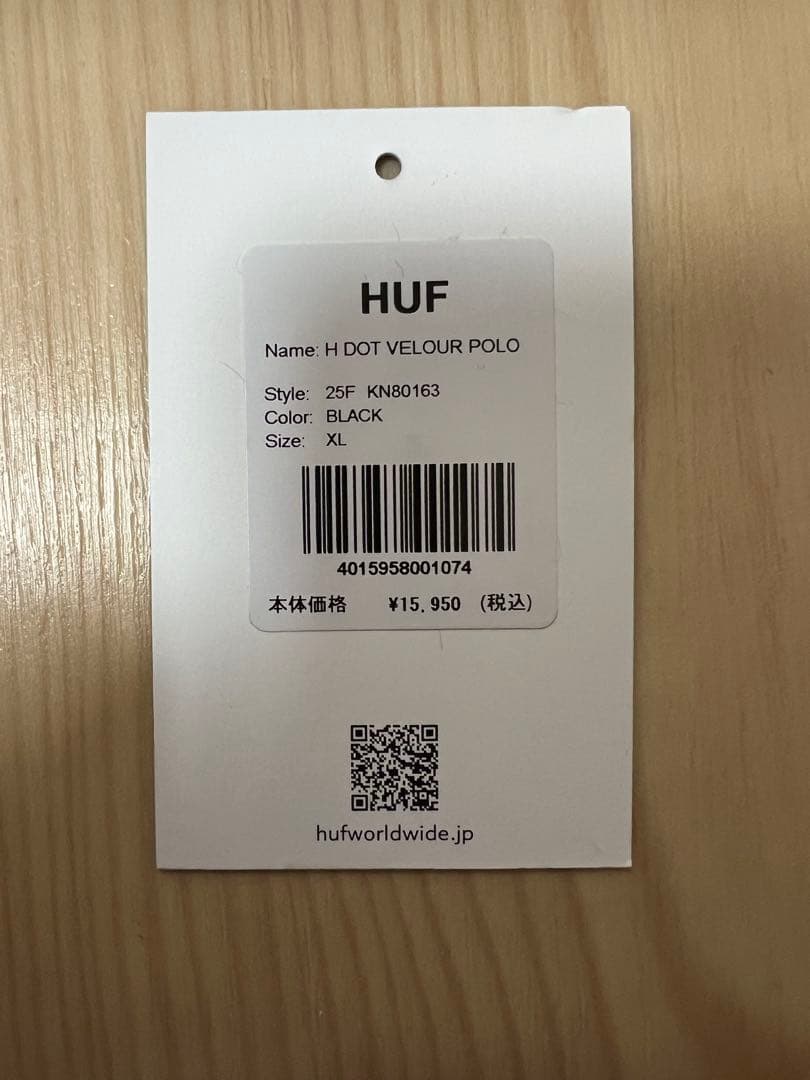 HUF
Name: H DOT VELOUR POLO
Style: 25F KN80163
Color: BLACK
Size: XL
4015958001074
本体価格 ¥15,950 (税込)
hufworldwide.jp